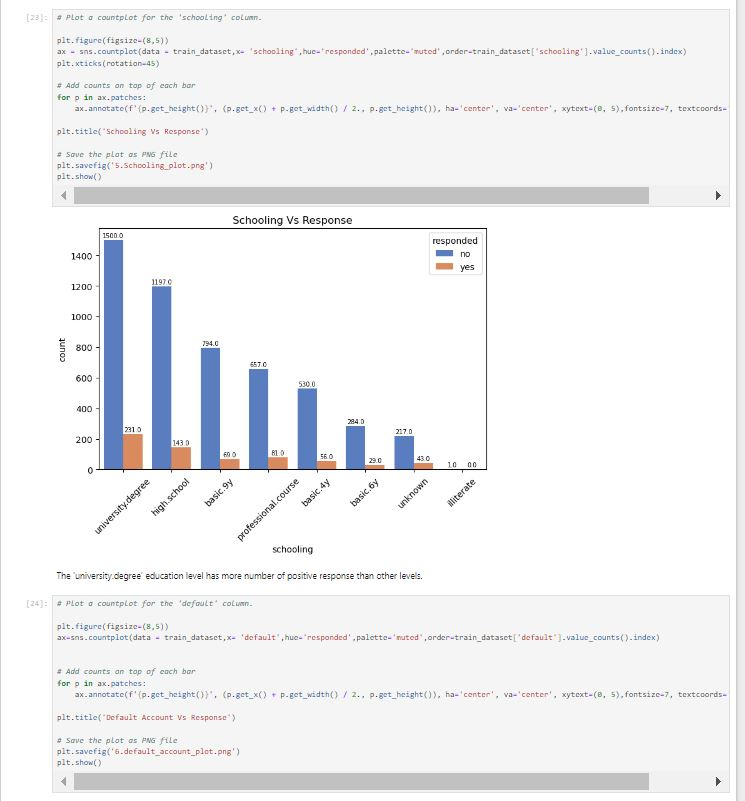 [23]:
# Plot a countplot for the 'schooling' column.
plt.figure(figsize=(8,5))
ax = sns.countplot(data = train_dataset,x= 'schooling',hue='responded',palette='muted',order=train_dataset['schooling'].value_counts().index)
plt.xticks(rotation=45)
# Add counts on top of each bar
for p in ax.patches:
    ax.annotate(f'{p.get_height()}', (p.get_x() + p.get_width() / 2., p.get_height()), ha='center', va='center', xytext=(0, 5),fontsize=7, textcoords='
plt.title('Schooling Vs Response')
# Save the plot as PNG file
plt.savefig('5.Schooling_plot.png')
plt.show()
Schooling Vs Response
responded
no
yes
1500.0
1197.0
794.0
657.0
530.0
284.0
217.0
231.0
143.0
69.0
81.0
56.0
29.0
43.0
1.0
0.0
1400
1200
1000
800
600
400
200
0
count
university.degree
high.school
basic.9y
professional.course
basic.4y
basic.6y
unknown
illiterate
schooling
The 'university.degree' education level has more number of positive response than other levels.
[24]:
# Plot a countplot for the 'default' column.
plt.figure(figsize=(8,5))
ax=sns.countplot(data = train_dataset,x= 'default',hue='responded',palette='muted',order=train_dataset['default'].value_counts().index)
# Add counts on top of each bar
for p in ax.patches:
    ax.annotate(f'{p.get_height()}', (p.get_x() + p.get_width() / 2., p.get_height()), ha='center', va='center', xytext=(0, 5),fontsize=7, textcoords='
plt.title('Default Account Vs Response')
# Save the plot as PNG file
plt.savefig('6.default_account_plot.png')
plt.show()